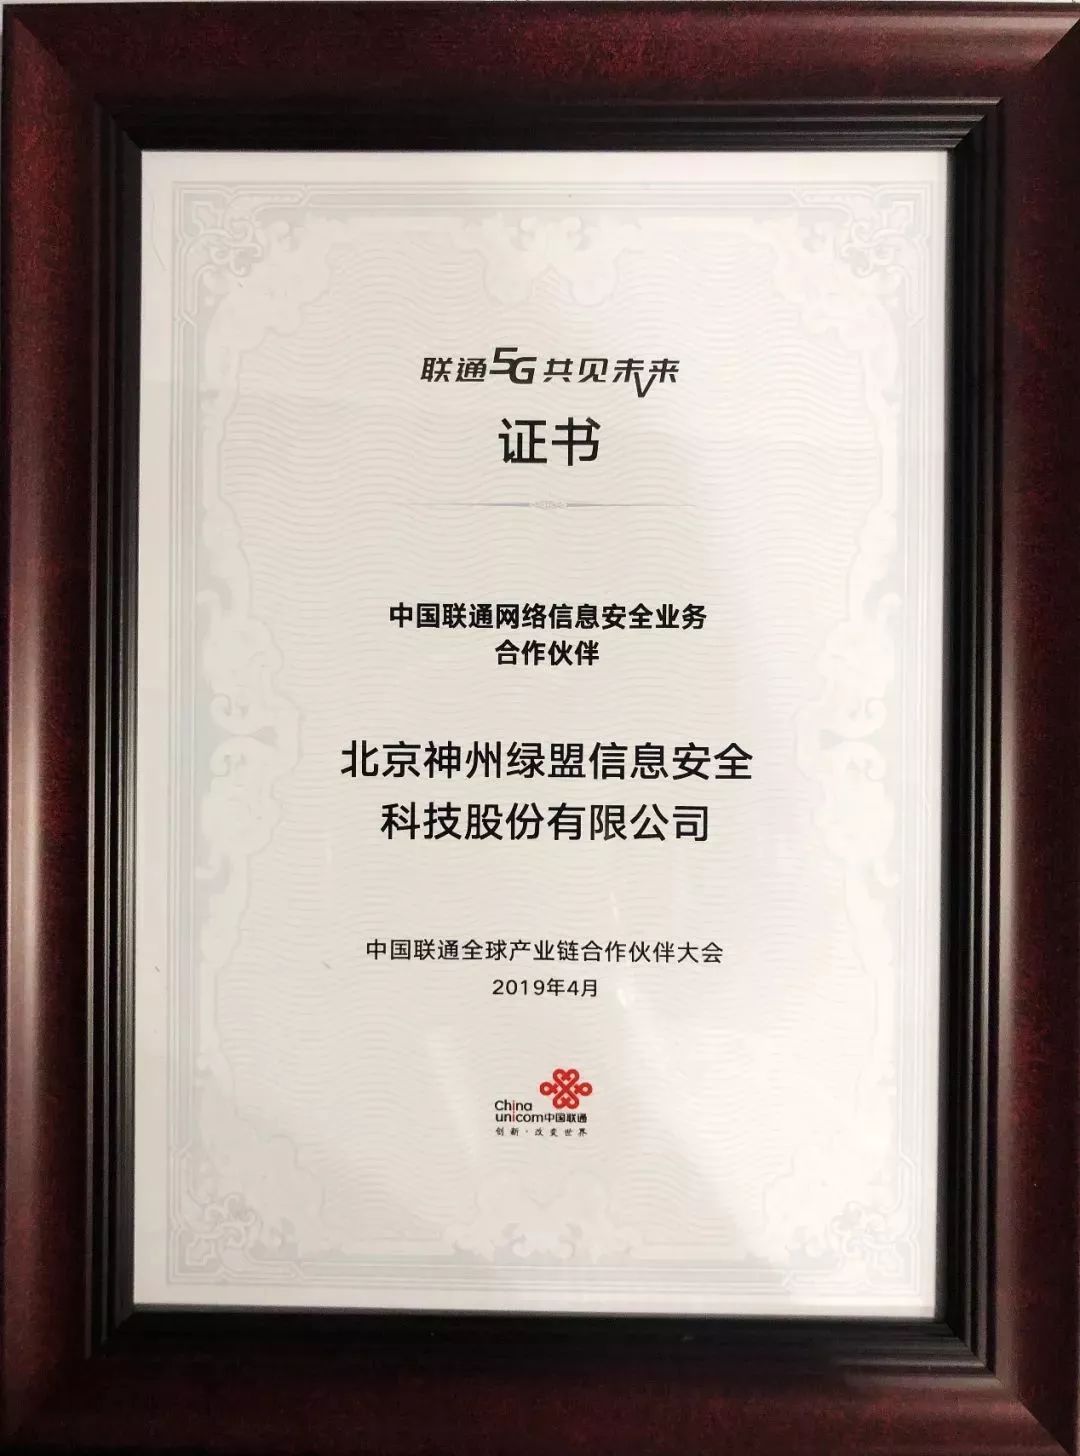 联通5G共见未来
证书
中国联通网络信息安全业务
合作伙伴
北京神州绿盟信息安全
科技股份有限公司
中国联通全球产业链合作伙伴大会
2019年4月
China
unicom中国联通
创新·改变世界